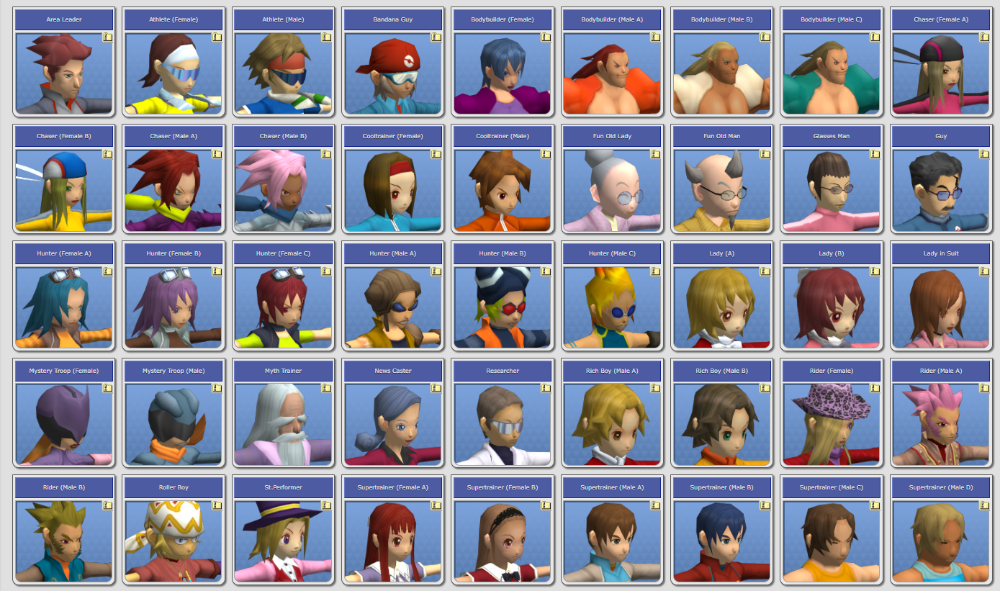 Area Leader
Athlete (Female)
Athlete (Male)
Bandana Guy
Bodybuilder (Female)
Bodybuilder (Male A)
Bodybuilder (Male B)
Bodybuilder (Male C)
Chaser (Female A)
Chaser (Female B)
Chaser (Male A)
Chaser (Male B)
Cooltrainer (Female)
Cooltrainer (Male)
Fun Old Lady
Fun Old Man
Glasses Man
Guy
Hunter (Female A)
Hunter (Female B)
Hunter (Female C)
Hunter (Male A)
Hunter (Male B)
Hunter (Male C)
Lady (A)
Lady (B)
Lady in Suit
Mystery Troop (Female)
Mystery Troop (Male)
Myth Trainer
News Caster
Researcher
Rich Boy (Male A)
Rich Boy (Male B)
Rider (Female)
Rider (Male A)
Rider (Male B)
Roller Boy
St.Performer
Supertrainer (Female A)
Supertrainer (Female B)
Supertrainer (Male A)
Supertrainer (Male B)
Supertrainer (Male C)
Supertrainer (Male D)